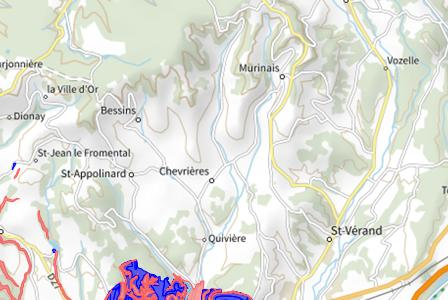 Vozelle
Murinais
urjonnière
la Ville d'Or
Dionay
Bessins
St-Jean le Fromental
St-Appolinard
Chevrières
Quivière
St-Vérand
D27